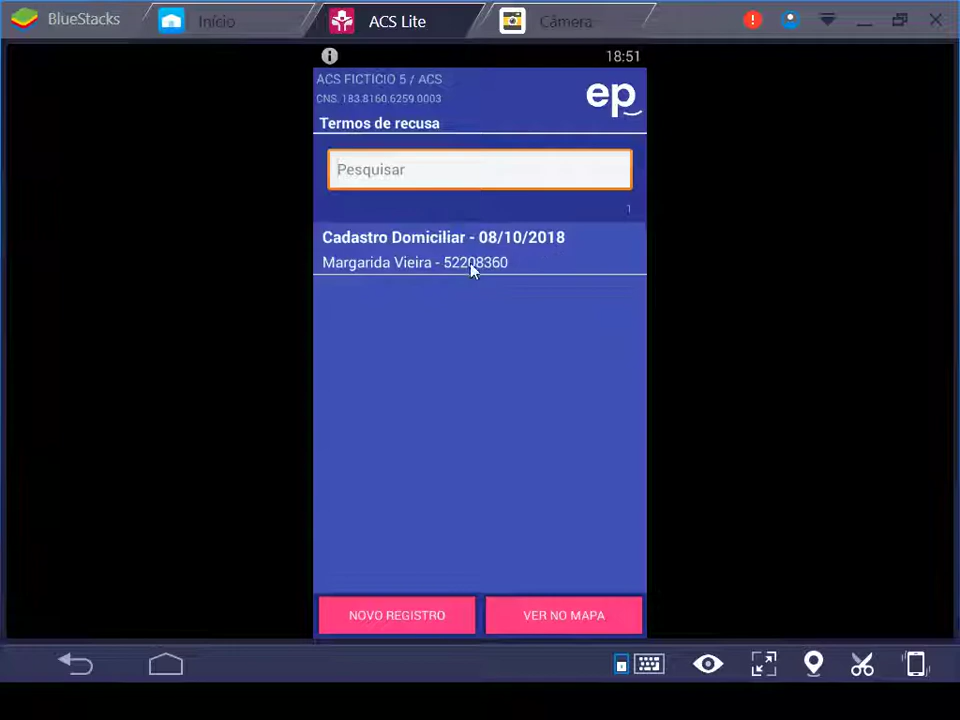 BlueStacks
Início
ACS Lite
Câmera
18:51
ACS FICTICIO 5 / ACS
CNS. 183.8160.6259.0003
ep
Termos de recusa
Pesquisar
1
Cadastro Domiciliar - 08/10/2018
Margarida Vieira - 52208360
NOVO REGISTRO
VER NO MAPA